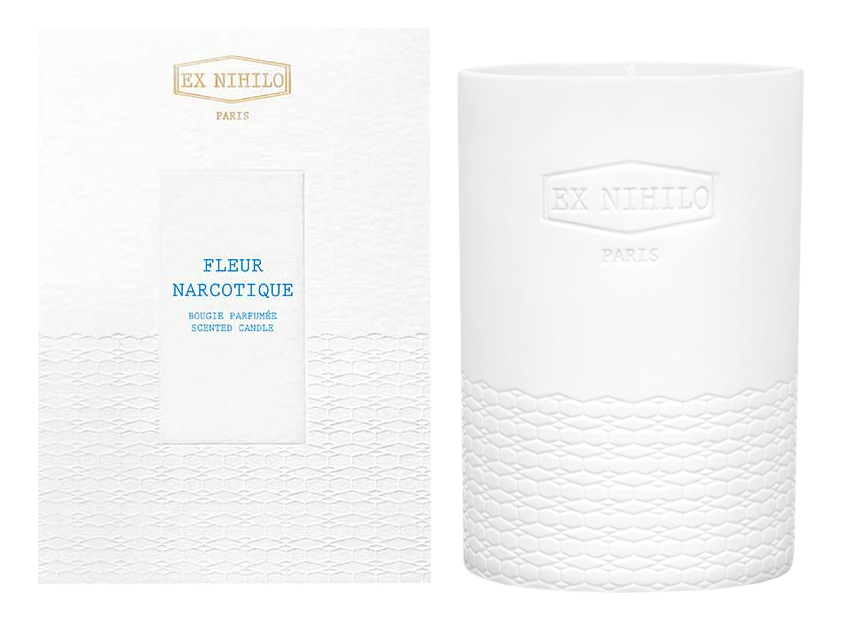 EX NIHILO
PARIS
FLEUR
NARCOTIQUE
BOUGIE PARFUMÉE
SCENTED CANDLE
EX NIHILO
PARIS